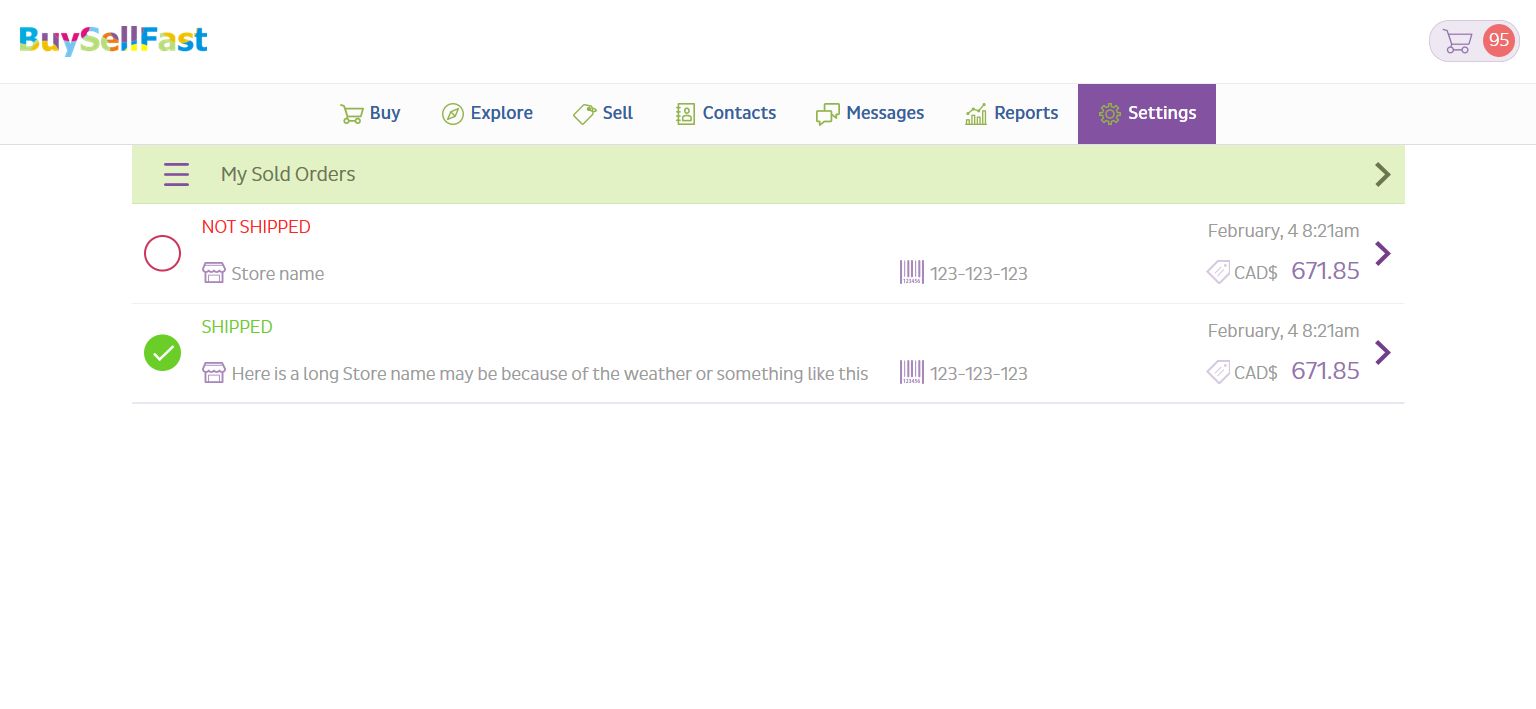 BuySellFast
95
Buy Explore Sell Contacts Messages Reports Settings
My Sold Orders
NOT SHIPPED
February, 4 8:21am
Store name 123-123-123 CAD$ 671.85
SHIPPED
February, 4 8:21am
Here is a long Store name may be because of the weather or something like this 123-123-123 CAD$ 671.85